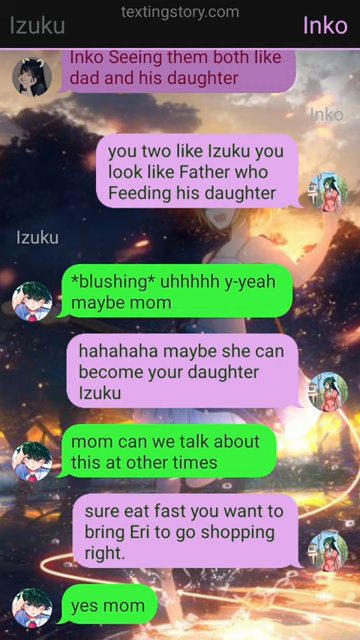 textingstory.com
Izuku
Inko
Inko Seeing them both like
dad and his daughter
Inko
you two like Izuku you
look like Father who
Feeding his daughter
Izuku
*blushing* uhhhhh y-yeah
maybe mom
hahahaha maybe she can
become your daughter
Izuku
mom can we talk about
this at other times
sure eat fast you want to
bring Eri to go shopping
right.
yes mom